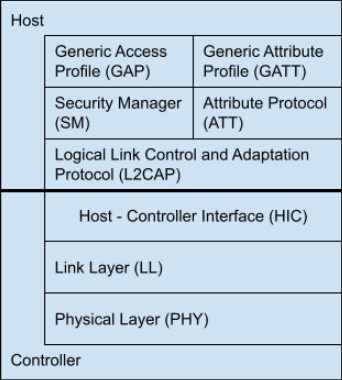 Host
Generic Access
Profile (GAP)
Generic Attribute
Profile (GATT)
Security Manager
(SM)
Attribute Protocol
(ATT)
Logical Link Control and Adaptation
Protocol (L2CAP)
Host - Controller Interface (HIC)
Link Layer (LL)
Physical Layer (PHY)
Controller